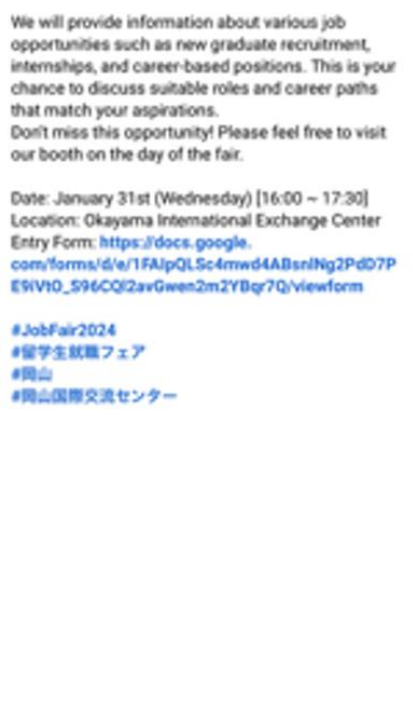 We will provide information about various job
opportunities such as new graduate recruitment,
internships, and career-based positions. This is your
chance to discuss suitable roles and career paths
that match your aspirations.
Don't miss this opportunity! Please feel free to visit
our booth on the day of the fair.
Date: January 31st (Wednesday) [16:00 ~ 17:30]
Location: Okayama International Exchange Center
Entry Form: https://docs.google.
com/forms/d/e/1FAIpQLSc4mwd4ABsnlNg2PdD7P
E9iVtO_S96CQl2avGwen2m2YBqr7Q/viewform
#JobFair2024
#留学生就職フェア
#岡山
#岡山国際交流センター